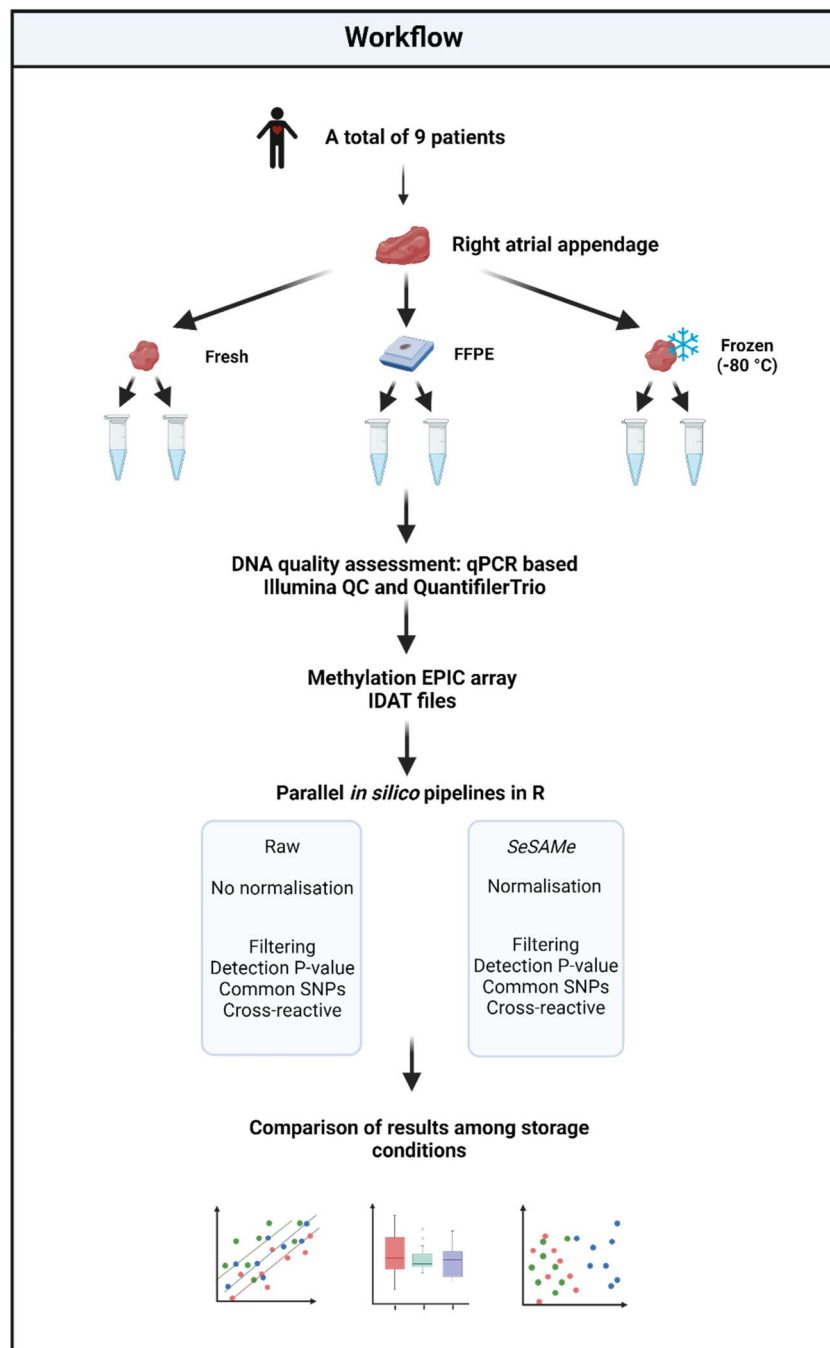 Workflow
A total of 9 patients
Right atrial appendage
Fresh
FFPE
Frozen
(-80 °C)
DNA quality assessment: qPCR based
Illumina QC and QuantifilerTrio
Methylation EPIC array
IDAT files
Parallel in silico pipelines in R
Raw
No normalisation
Filtering
Detection P-value
Common SNPs
Cross-reactive
SeSAMe
Normalisation
Filtering
Detection P-value
Common SNPs
Cross-reactive
Comparison of results among storage
conditions